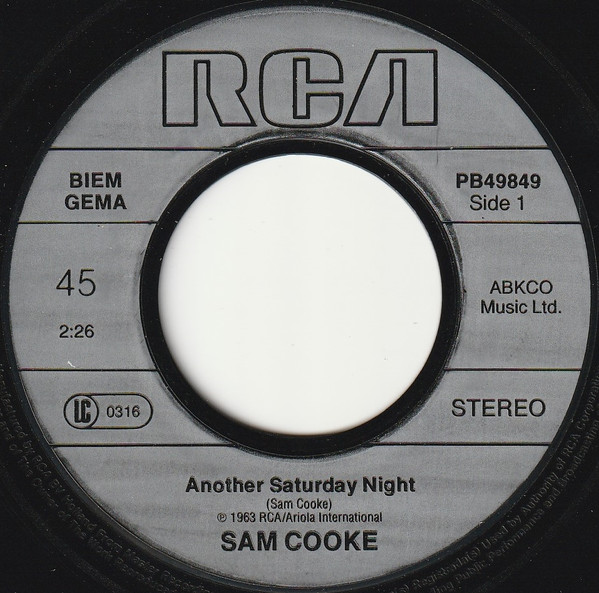 RCA
BIEM
GEMA
PB49849
Side 1
45
2:26
ABKCO
Music Ltd.
LC 0316
STEREO
Another Saturday Night
(Sam Cooke)
℗ 1963 RCA/Ariola International
SAM COOKE